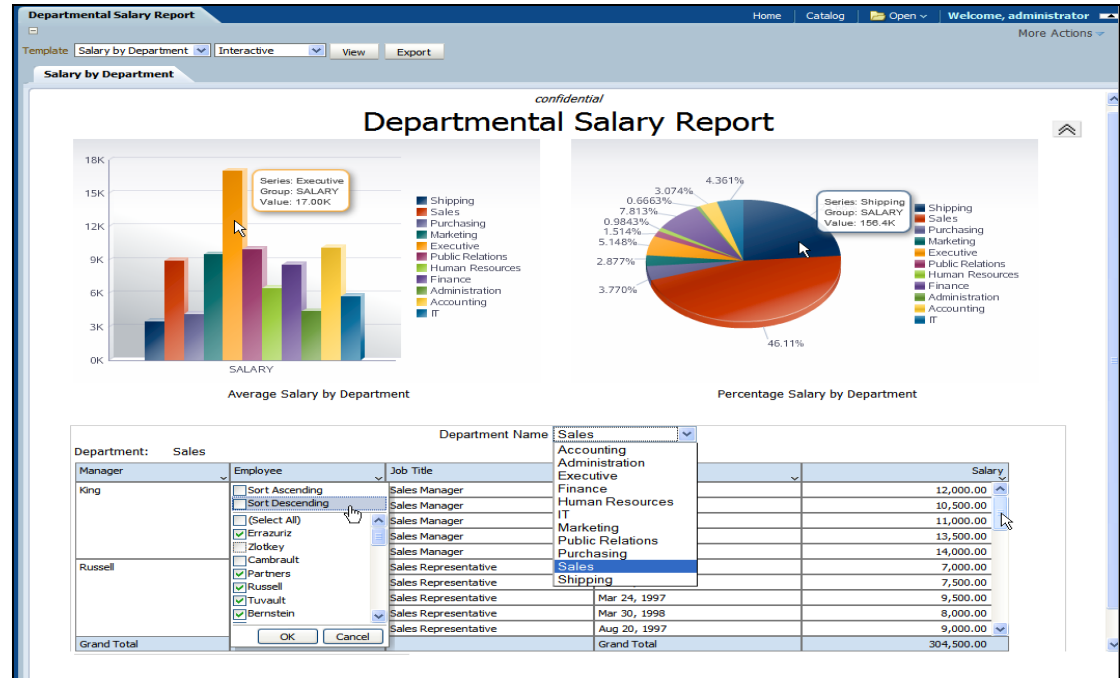 Departmental Salary Report
Home
Catalog
Open
Welcome, administrator
More Actions
Template
Salary by Department
Interactive
View
Export
Salary by Department
confidential
Departmental Salary Report
18K
15K
12K
9K
6K
3K
0K
SALARY
Series: Executive
Group: SALARY
Value: 17.00K
Shipping
Sales
Purchasing
Marketing
Executive
Public Relations
Human Resources
Finance
Administration
Accounting
IT
Average Salary by Department
4.361%
3.074%
0.6663%
7.813%
0.9843%
1.514%
5.148%
2.877%
3.770%
46.11%
Series: Shipping
Group: SALARY
Value: 156.4K
Shipping
Sales
Purchasing
Marketing
Executive
Public Relations
Human Resources
Finance
Administration
Accounting
IT
Percentage Salary by Department
Department Name Sales
Accounting
Administration
Executive
Finance
Human Resources
IT
Marketing
Public Relations
Purchasing
Sales
Shipping
Department: Sales
Manager Employee Job Title Salary
Sort Ascending
Sort Descending
(Select All)
Errazuriz
Zlotkey
Cambrault
Partners
Russell
Tuvault
Bernstein
OK Cancel
King Sales Manager 12,000.00
Sales Manager 10,500.00
Sales Manager 11,000.00
Sales Manager 13,500.00
Sales Manager 14,000.00
Russell Sales Representative 7,000.00
Sales Representative 7,500.00
Sales Representative Mar 24, 1997 9,500.00
Sales Representative Mar 30, 1998 8,000.00
Sales Representative Aug 20, 1997 9,000.00
Grand Total Grand Total 304,500.00